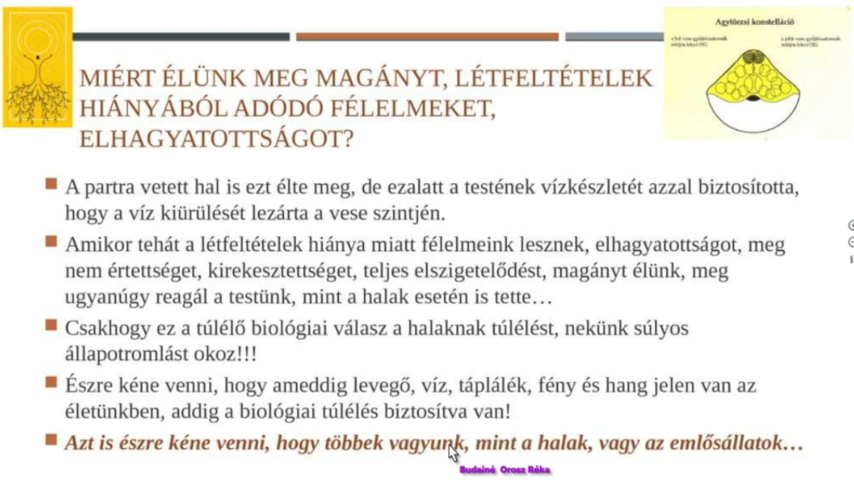 Agytörzsi konstelláció
MIÉRT ÉLÜNK MEG MAGÁNYT, LÉTFELTÉTELEK
HIÁNYÁBÓL ADÓDÓ FÉLELMEKET,
ELHAGYATOTTSÁGOT?
A partra vetett hal is ezt élte meg, de ezalatt a testének vízkészletét azzal biztosította,
hogy a víz kiürülését lezárta a vese szintjén.
Amikor tehát a létfeltételek hiánya miatt félelmeink lesznek, elhagyatottságot, meg
nem értettséget, kirekesztettséget, teljes elszigetelődést, magányt élünk, meg
ugyanúgy reagál a testünk, mint a halak esetén is tette…
Csakhogy ez a túlélő biológiai válasz a halaknak túlélést, nekünk súlyos
állapotromlást okoz!!!
Észre kéne venni, hogy ameddig levegő, víz, táplálék, fény és hang jelen van az
életünkben, addig a biológiai túlélés biztosítva van!
Azt is észre kéne venni, hogy többek vagyunk, mint a halak, vagy az emlősállatok…
Budainé Orosz Réka